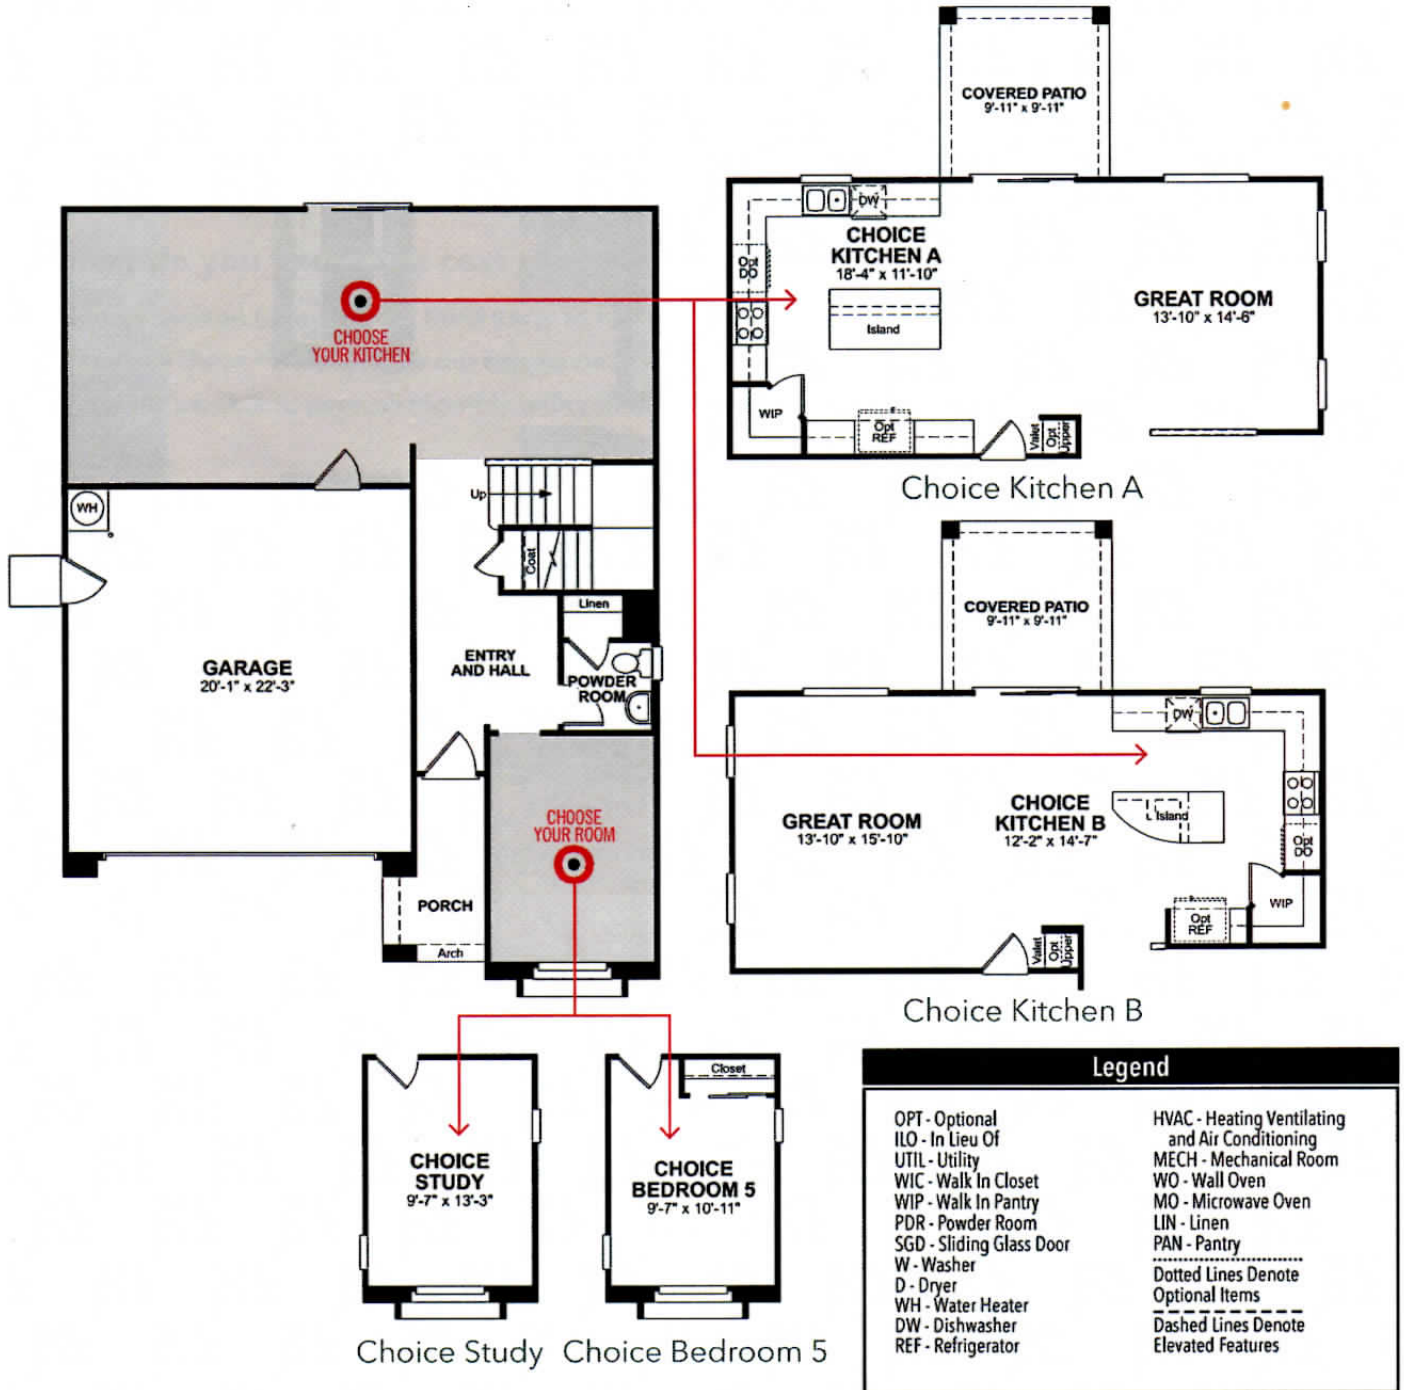 COVERED PATIO
9'-11" x 9'-11"
DW
CHOICE
KITCHEN A
18'-4" x 11'-10"
Opt
DO
Island
GREAT ROOM
13'-10" x 14'-6"
WIP
Opt
REF
Valet
Opt
Upper
Choice Kitchen A
CHOOSE
YOUR KITCHEN
WH
Up
Coat
Linen
GARAGE
20'-1" x 22'-3"
ENTRY
AND HALL
POWDER
ROOM
CHOOSE
YOUR ROOM
PORCH
Arch
COVERED PATIO
9'-11" x 9'-11"
DW
GREAT ROOM
13'-10" x 15'-10"
CHOICE
KITCHEN B
12'-2" x 14'-7"
Island
Opt
DO
WIP
Opt
REF
Valet
Opt
Upper
Choice Kitchen B
CHOICE
STUDY
9'-7" x 13'-3"
Choice Study
Closet
CHOICE
BEDROOM 5
9'-7" x 10'-11"
Choice Bedroom 5
Legend
OPT - Optional
ILO - In Lieu Of
UTIL - Utility
WIC - Walk In Closet
WIP - Walk In Pantry
PDR - Powder Room
SGD - Sliding Glass Door
W - Washer
D - Dryer
WH - Water Heater
DW - Dishwasher
REF - Refrigerator
HVAC - Heating Ventilating
and Air Conditioning
MECH - Mechanical Room
WO - Wall Oven
MO - Microwave Oven
LIN - Linen
PAN - Pantry
Dotted Lines Denote
Optional Items
Dashed Lines Denote
Elevated Features